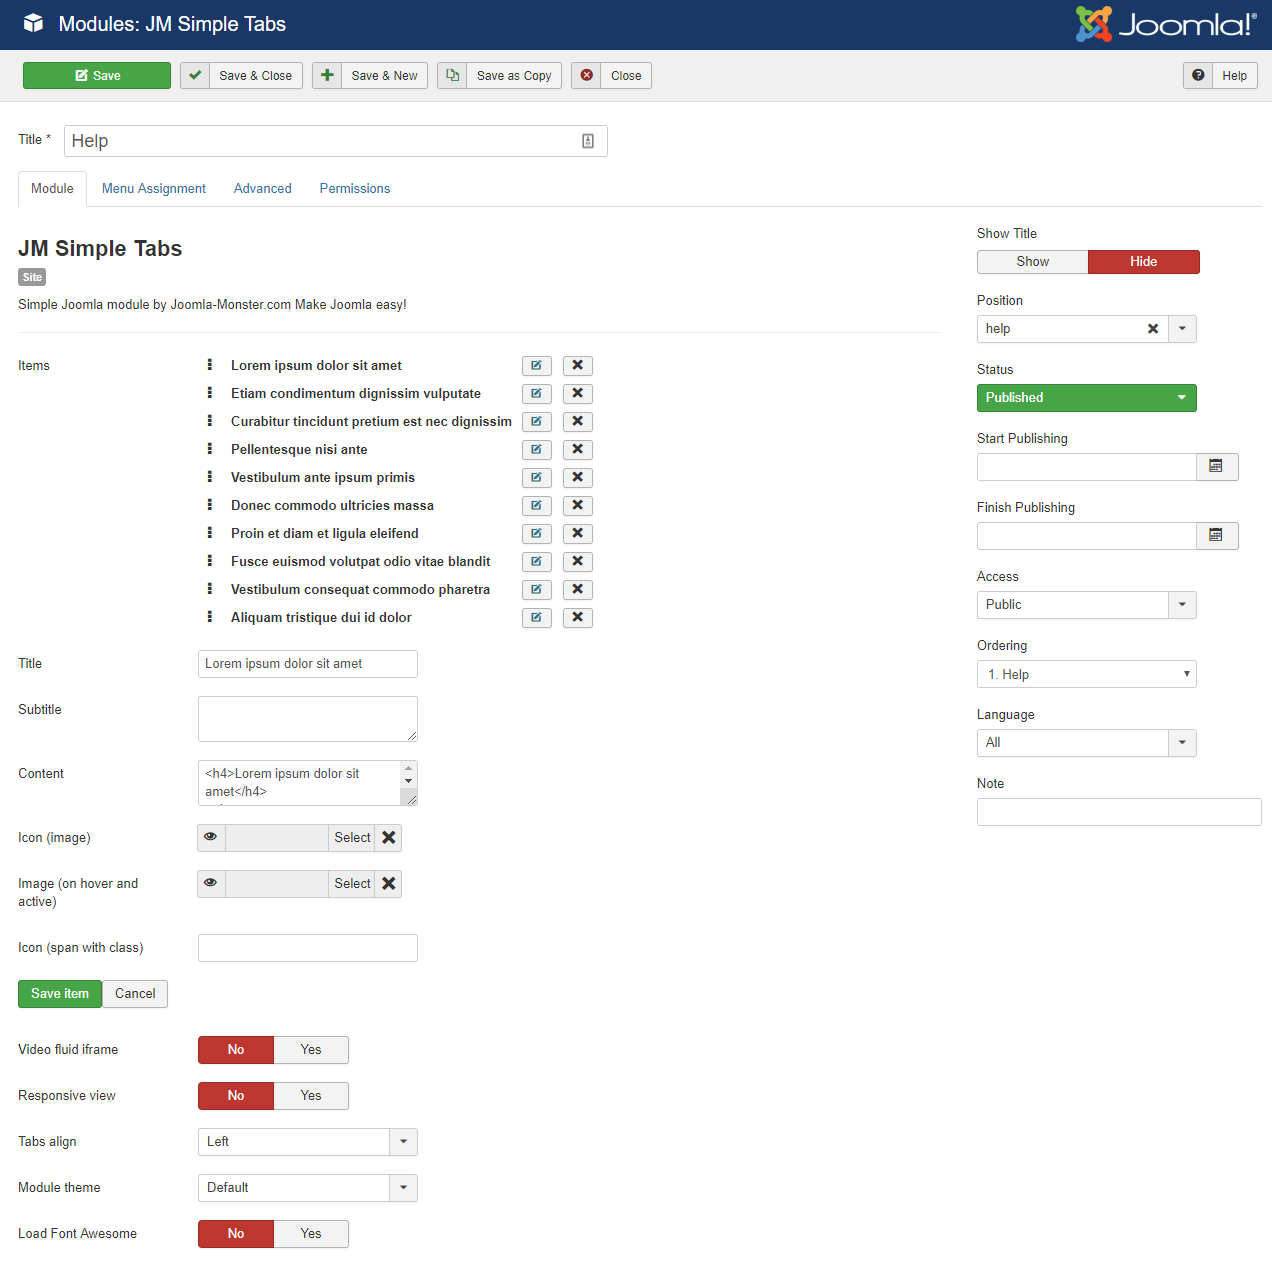 Modules: JM Simple Tabs
Joomla!®
Save
Save & Close
Save & New
Save as Copy
Close
Help
Title *
Help
Module
Menu Assignment
Advanced
Permissions
JM Simple Tabs
Site
Simple Joomla module by Joomla-Monster.com Make Joomla easy!
Items
Lorem ipsum dolor sit amet
Etiam condimentum dignissim vulputate
Curabitur tincidunt pretium est nec dignissim
Pellentesque nisi ante
Vestibulum ante ipsum primis
Donec commodo ultricies massa
Proin et diam et ligula eleifend
Fusce euismod volutpat odio vitae blandit
Vestibulum consequat commodo pharetra
Aliquam tristique dui id dolor
Title
Lorem ipsum dolor sit amet
Subtitle
Content
<h4>Lorem ipsum dolor sit
amet</h4>
Icon (image)
Select
Image (on hover and
active)
Select
Icon (span with class)
Save item
Cancel
Video fluid iframe
No
Yes
Responsive view
No
Yes
Tabs align
Left
Module theme
Default
Load Font Awesome
No
Yes
Show Title
Show
Hide
Position
help
Status
Published
Start Publishing
Finish Publishing
Access
Public
Ordering
1. Help
Language
All
Note